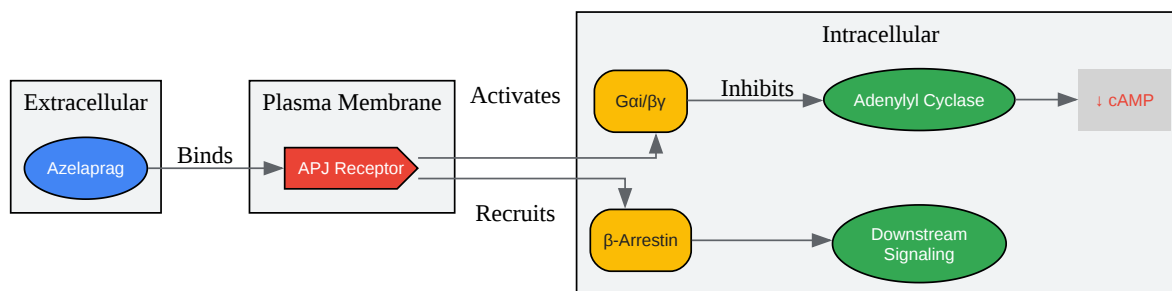 Extracellular
Azelaprag
Binds
Plasma Membrane
APJ Receptor
Activates
Recruits
Intracellular
Gαi/βγ
Inhibits
Adenylyl Cyclase
↓ cAMP
β-Arrestin
Downstream
Signaling